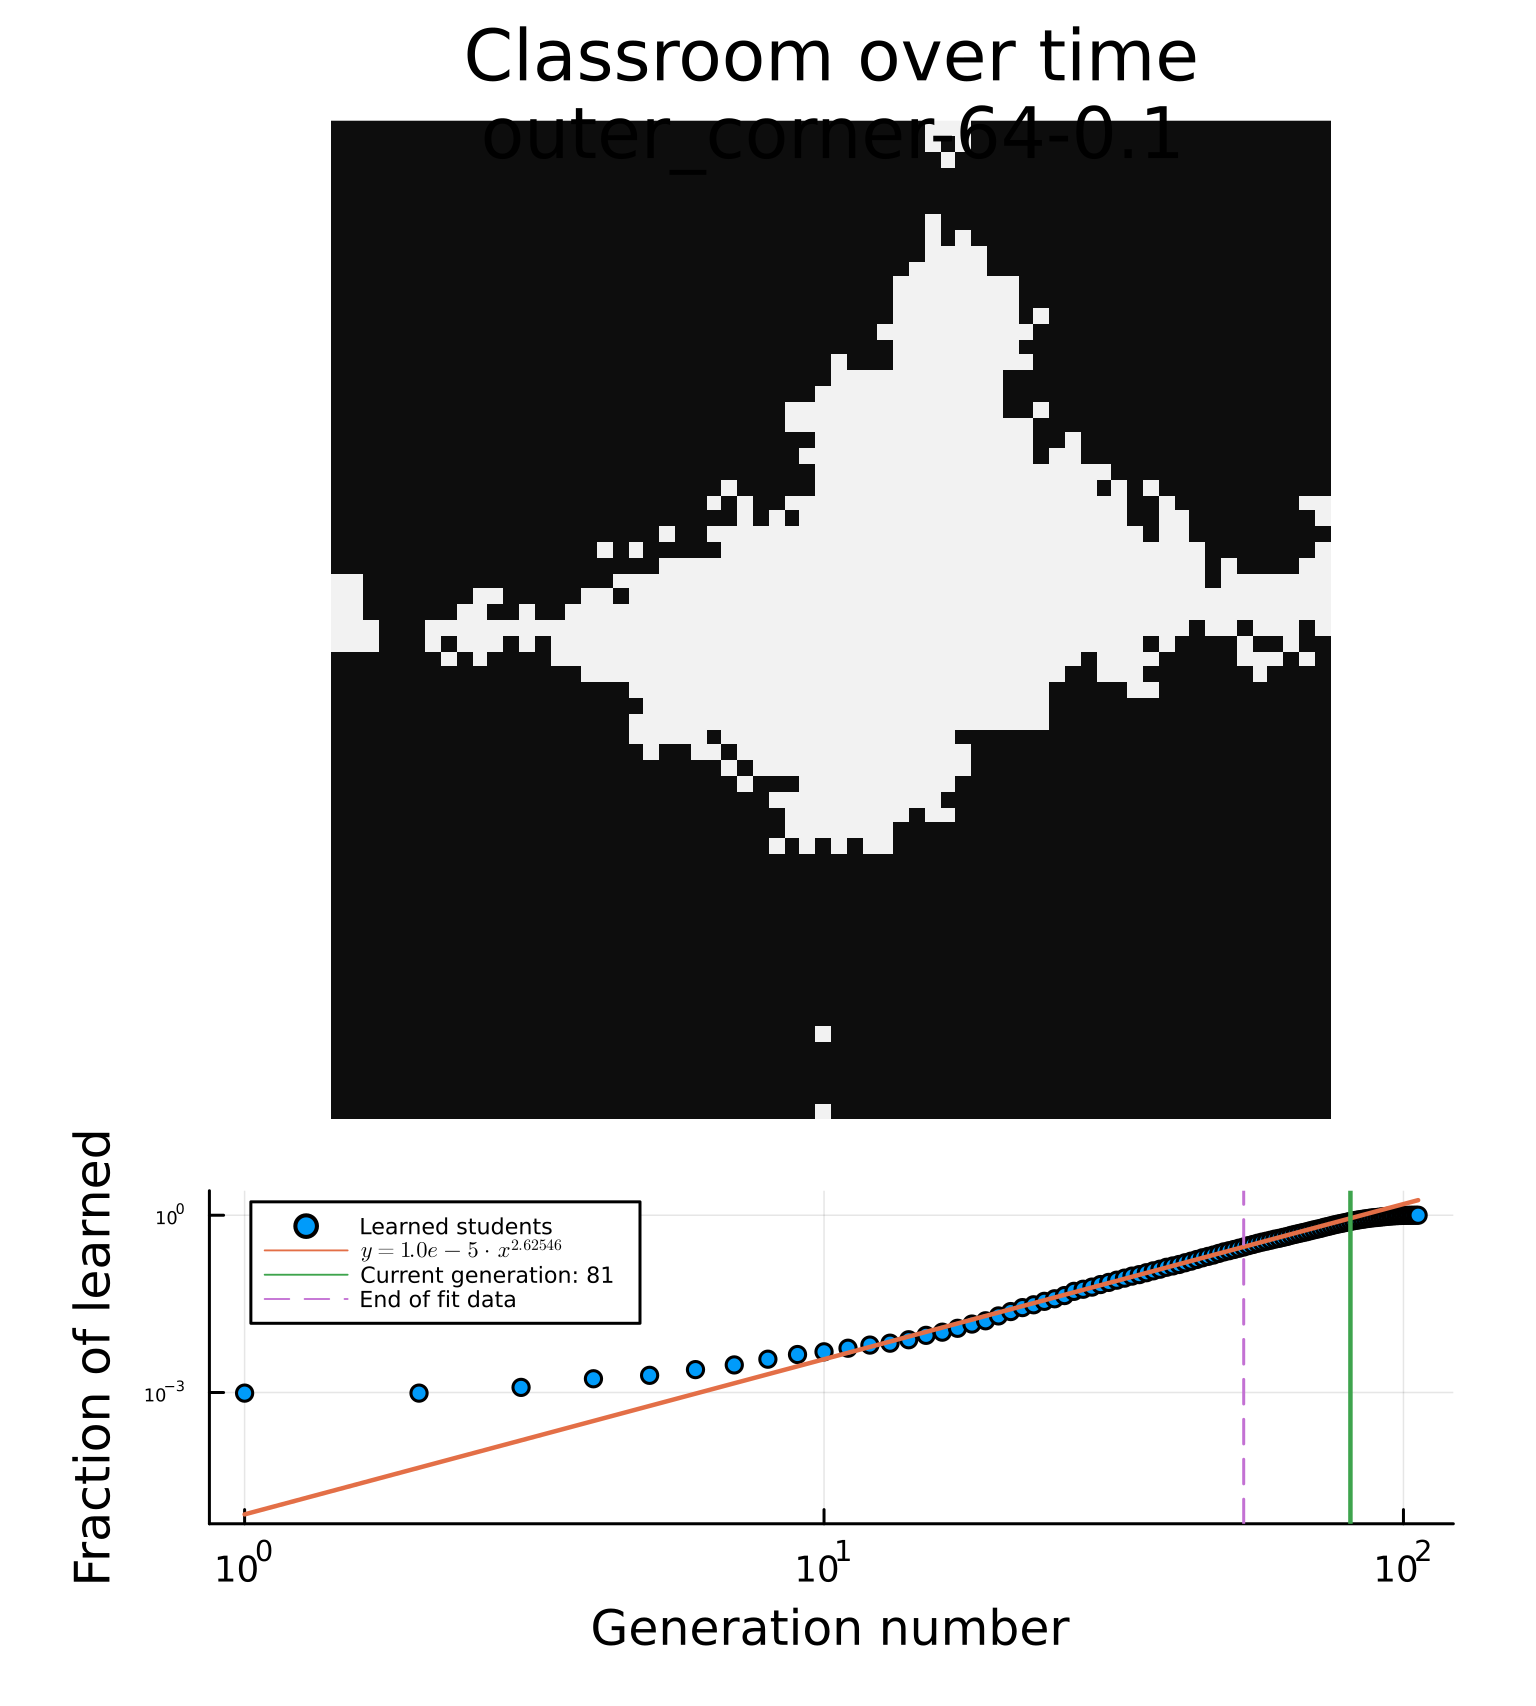 Classroom over time
outer_corner-64-0.1
Fraction of learned
10^0
10^-3
Learned students
y = 1.0e − 5 · x^2.62546
Current generation: 81
End of fit data
10^0 10^1 10^2
Generation number